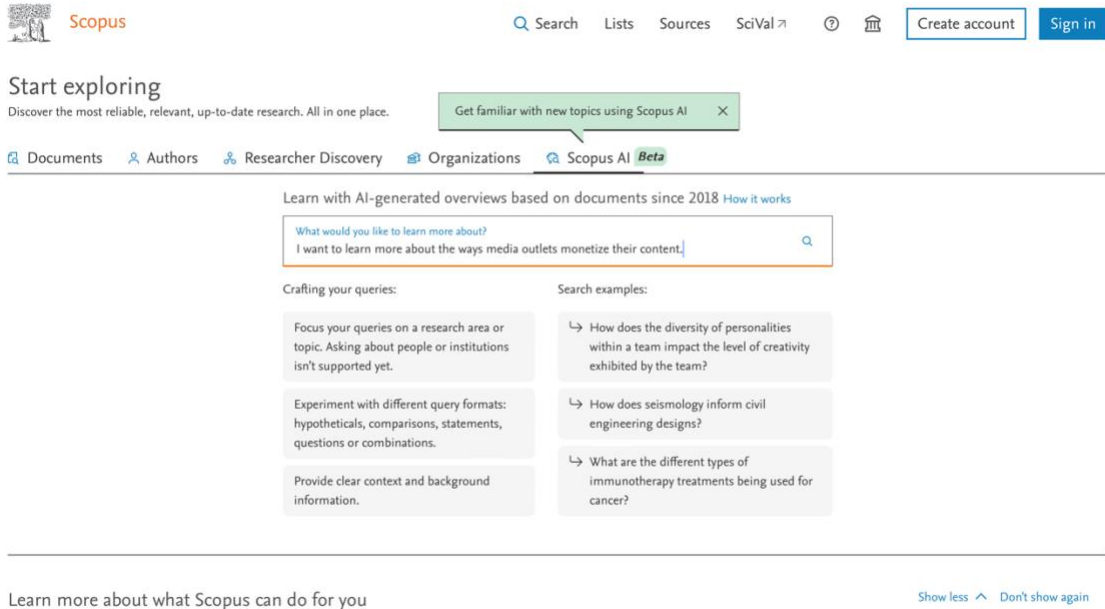 Scopus
Search Lists Sources SciVal ↗ ? Create account Sign in
Start exploring
Discover the most reliable, relevant, up-to-date research. All in one place.
Get familiar with new topics using Scopus AI ×
Documents Authors Researcher Discovery Organizations Scopus AI Beta
Learn with AI-generated overviews based on documents since 2018 How it works
What would you like to learn more about?
I want to learn more about the ways media outlets monetize their content.
Crafting your queries:
Focus your queries on a research area or
topic. Asking about people or institutions
isn't supported yet.
Experiment with different query formats:
hypotheticals, comparisons, statements,
questions or combinations.
Provide clear context and background
information.
Search examples:
How does the diversity of personalities
within a team impact the level of creativity
exhibited by the team?
How does seismology inform civil
engineering designs?
What are the different types of
immunotherapy treatments being used for
cancer?
Learn more about what Scopus can do for you
Show less Don't show again